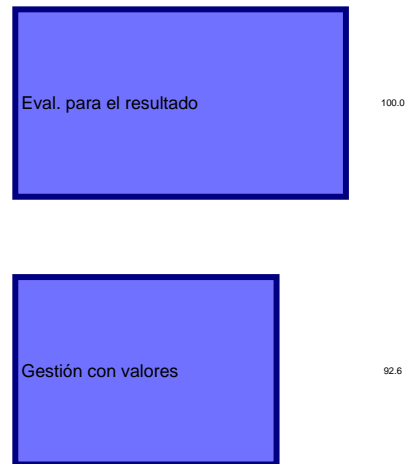 Eval. para el resultado
100.0
Gestión con valores
92.6